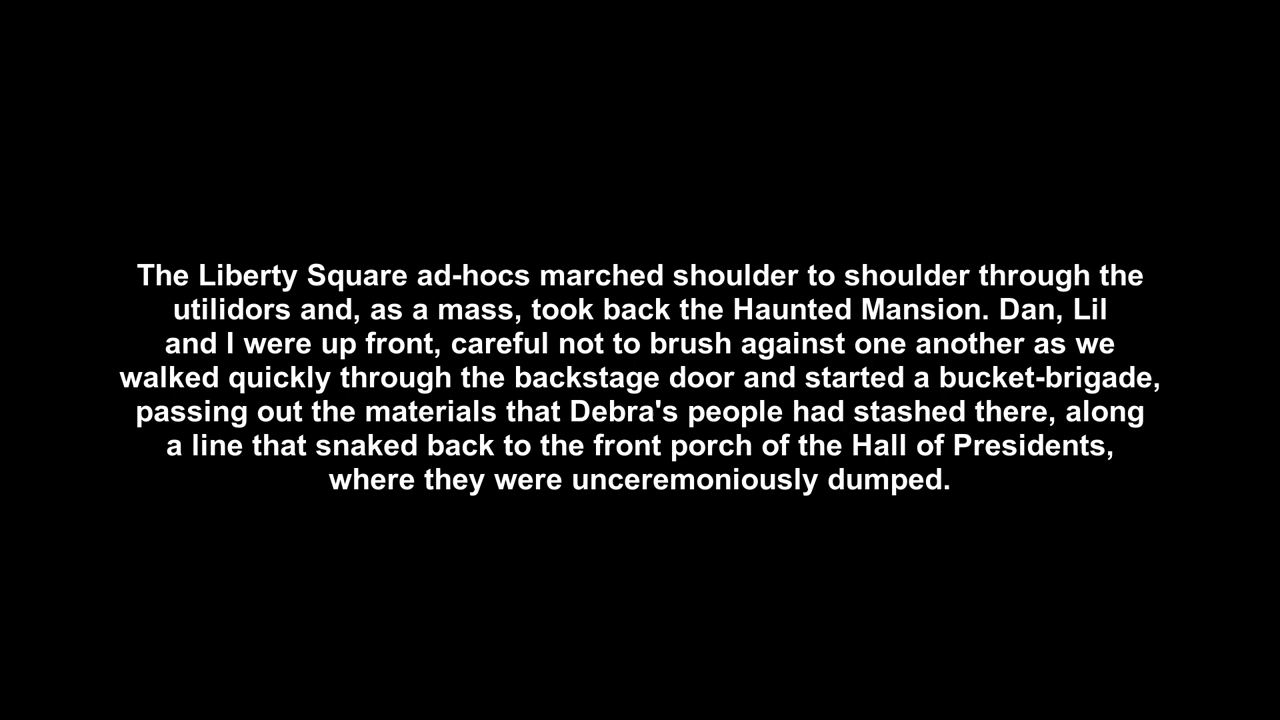 The Liberty Square ad-hocs marched shoulder to shoulder through the
utilidors and, as a mass, took back the Haunted Mansion. Dan, Lil
and I were up front, careful not to brush against one another as we
walked quickly through the backstage door and started a bucket-brigade,
passing out the materials that Debra's people had stashed there, along
a line that snaked back to the front porch of the Hall of Presidents,
where they were unceremoniously dumped.